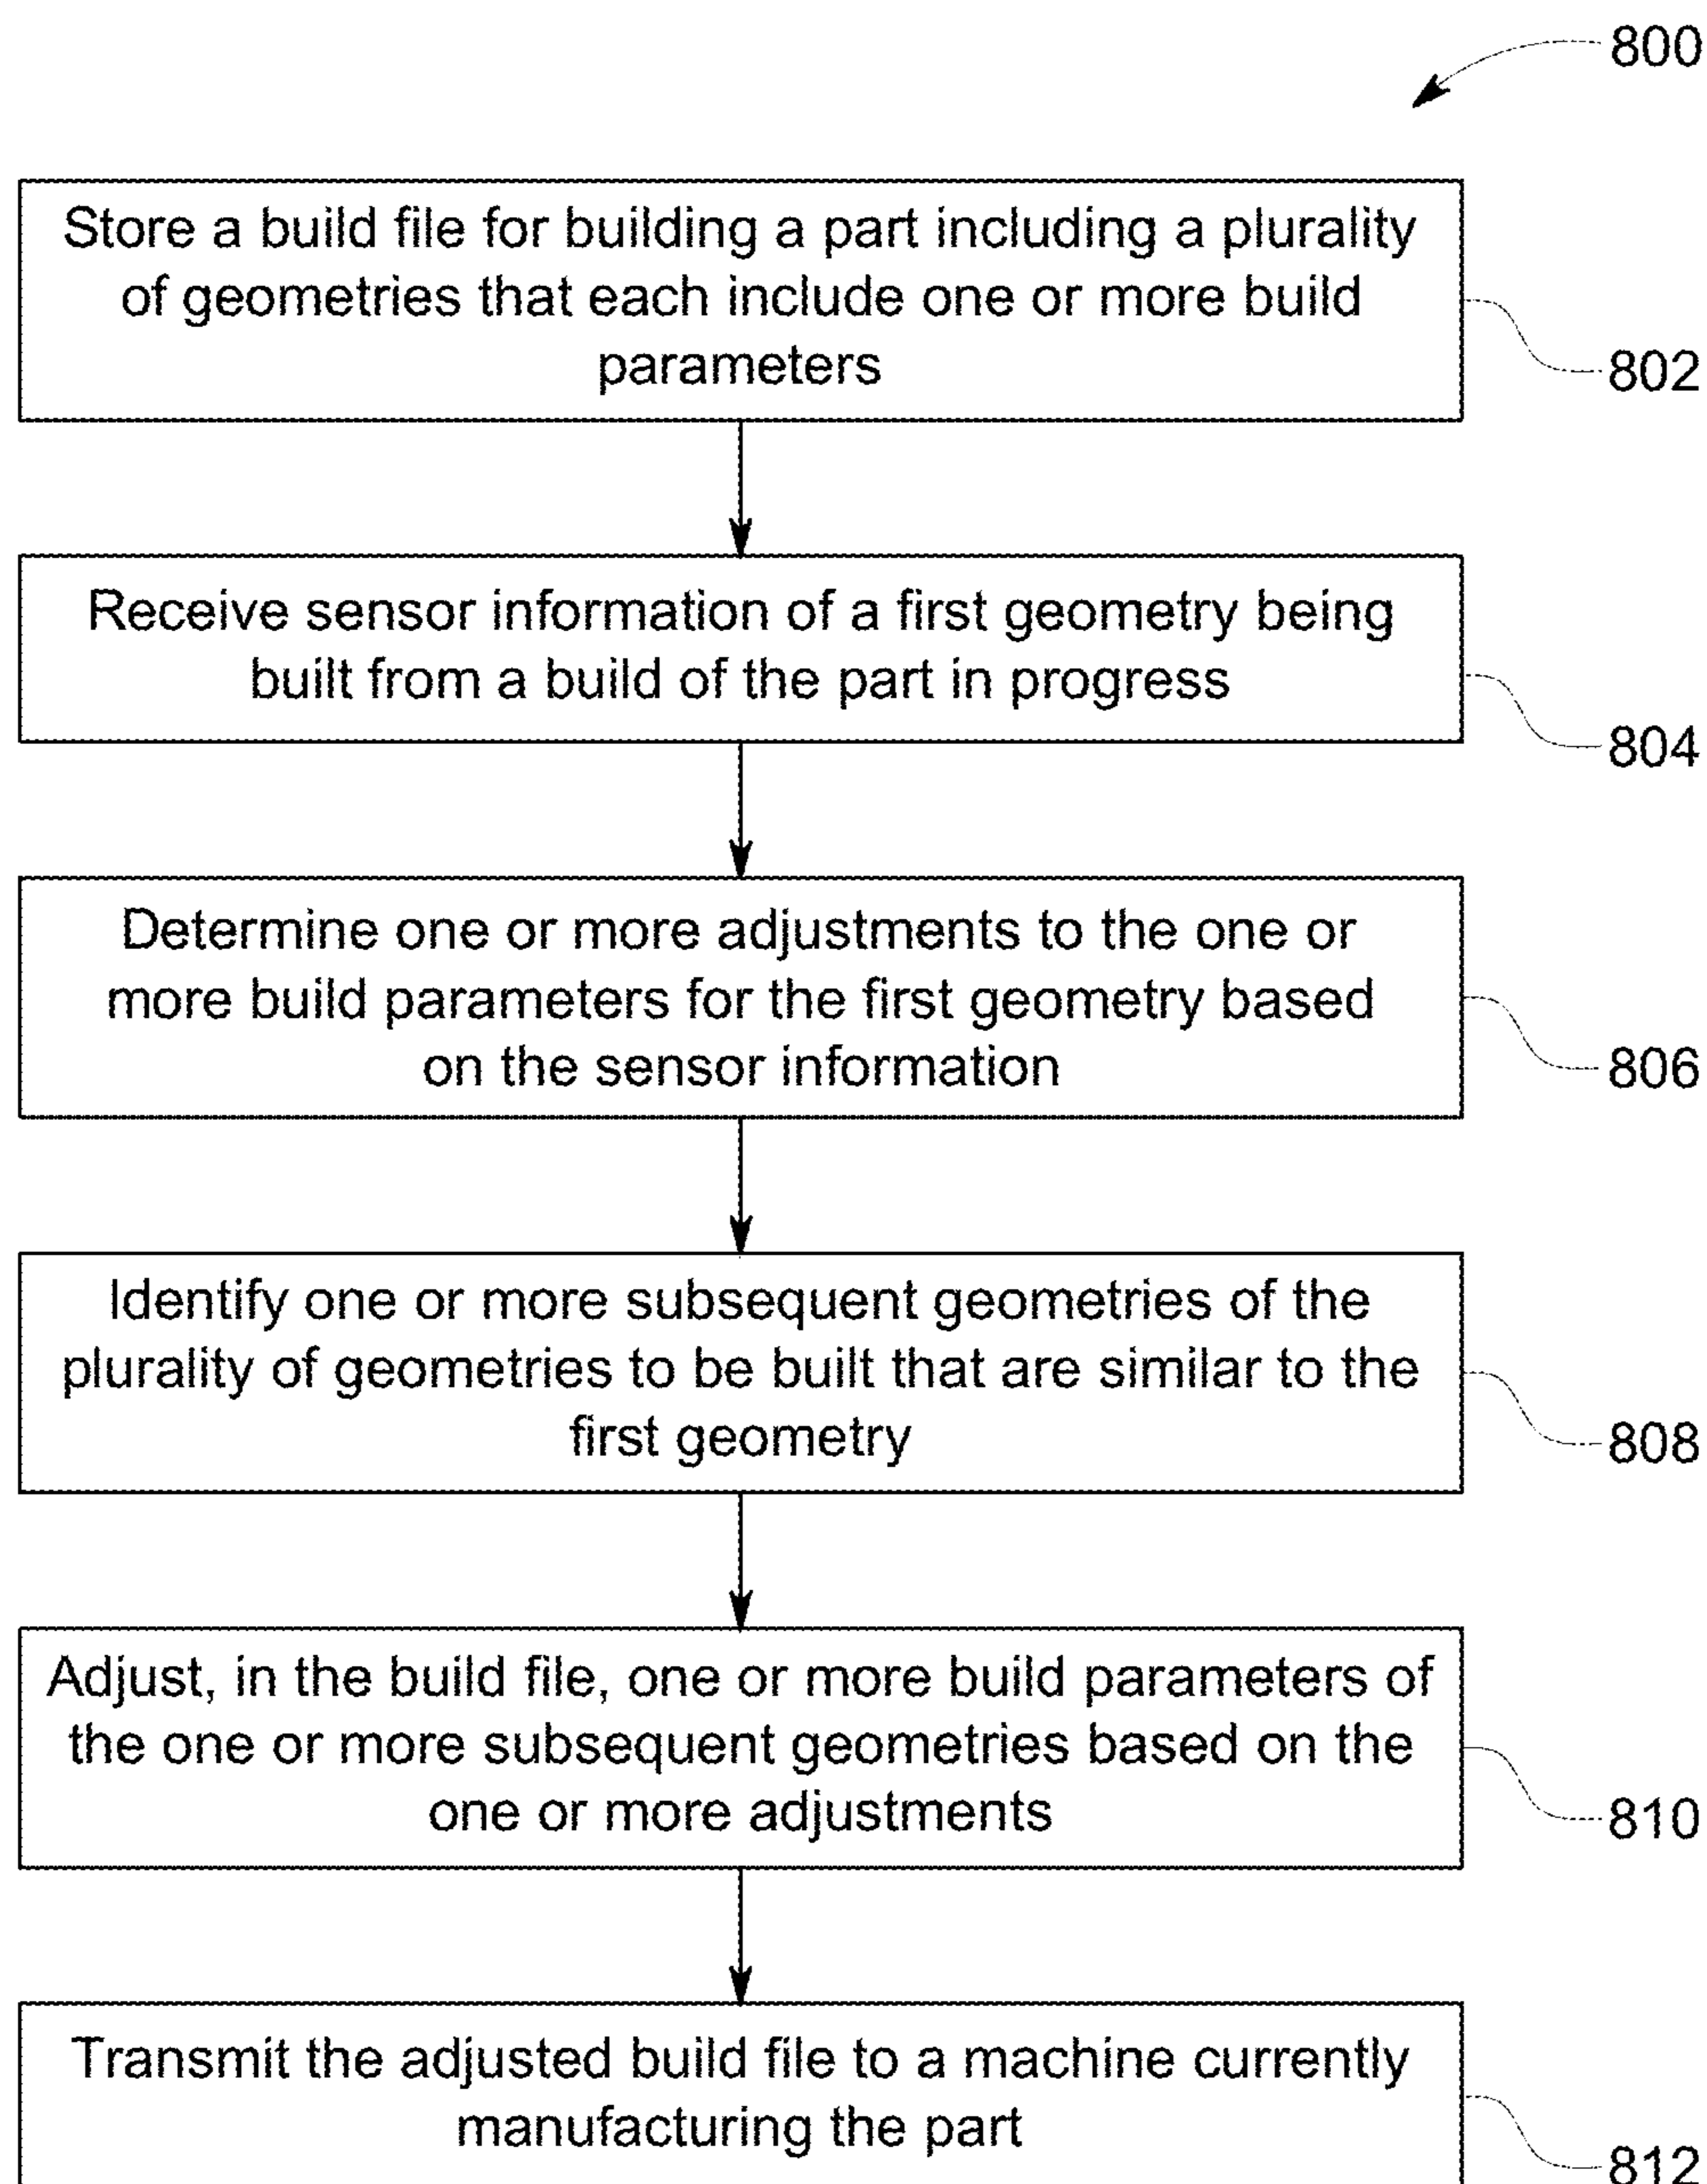 800
Store a build file for building a part including a plurality
of geometries that each include one or more build
parameters
802
Receive sensor information of a first geometry being
built from a build of the part in progress
804
Determine one or more adjustments to the one or
more build parameters for the first geometry based
on the sensor information
806
Identify one or more subsequent geometries of the
plurality of geometries to be built that are similar to the
first geometry
808
Adjust, in the build file, one or more build parameters of
the one or more subsequent geometries based on the
one or more adjustments
810
Transmit the adjusted build file to a machine currently
manufacturing the part
812